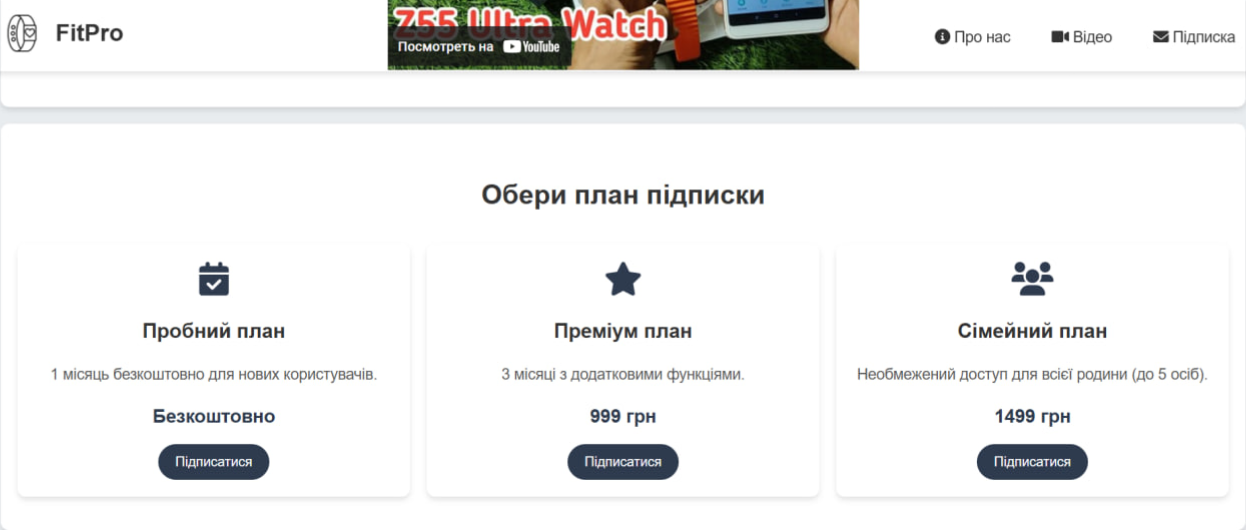 FitPro
Z55 Ultra Watch
Посмотреть на YouTube
Про нас
Відео
Підписка
Обери план підписки
Пробний план
1 місяць безкоштовно для нових користувачів.
Безкоштовно
Підписатися
Преміум план
3 місяці з додатковими функціями.
999 грн
Підписатися
Сімейний план
Необмежений доступ для всієї родини (до 5 осіб).
1499 грн
Підписатися